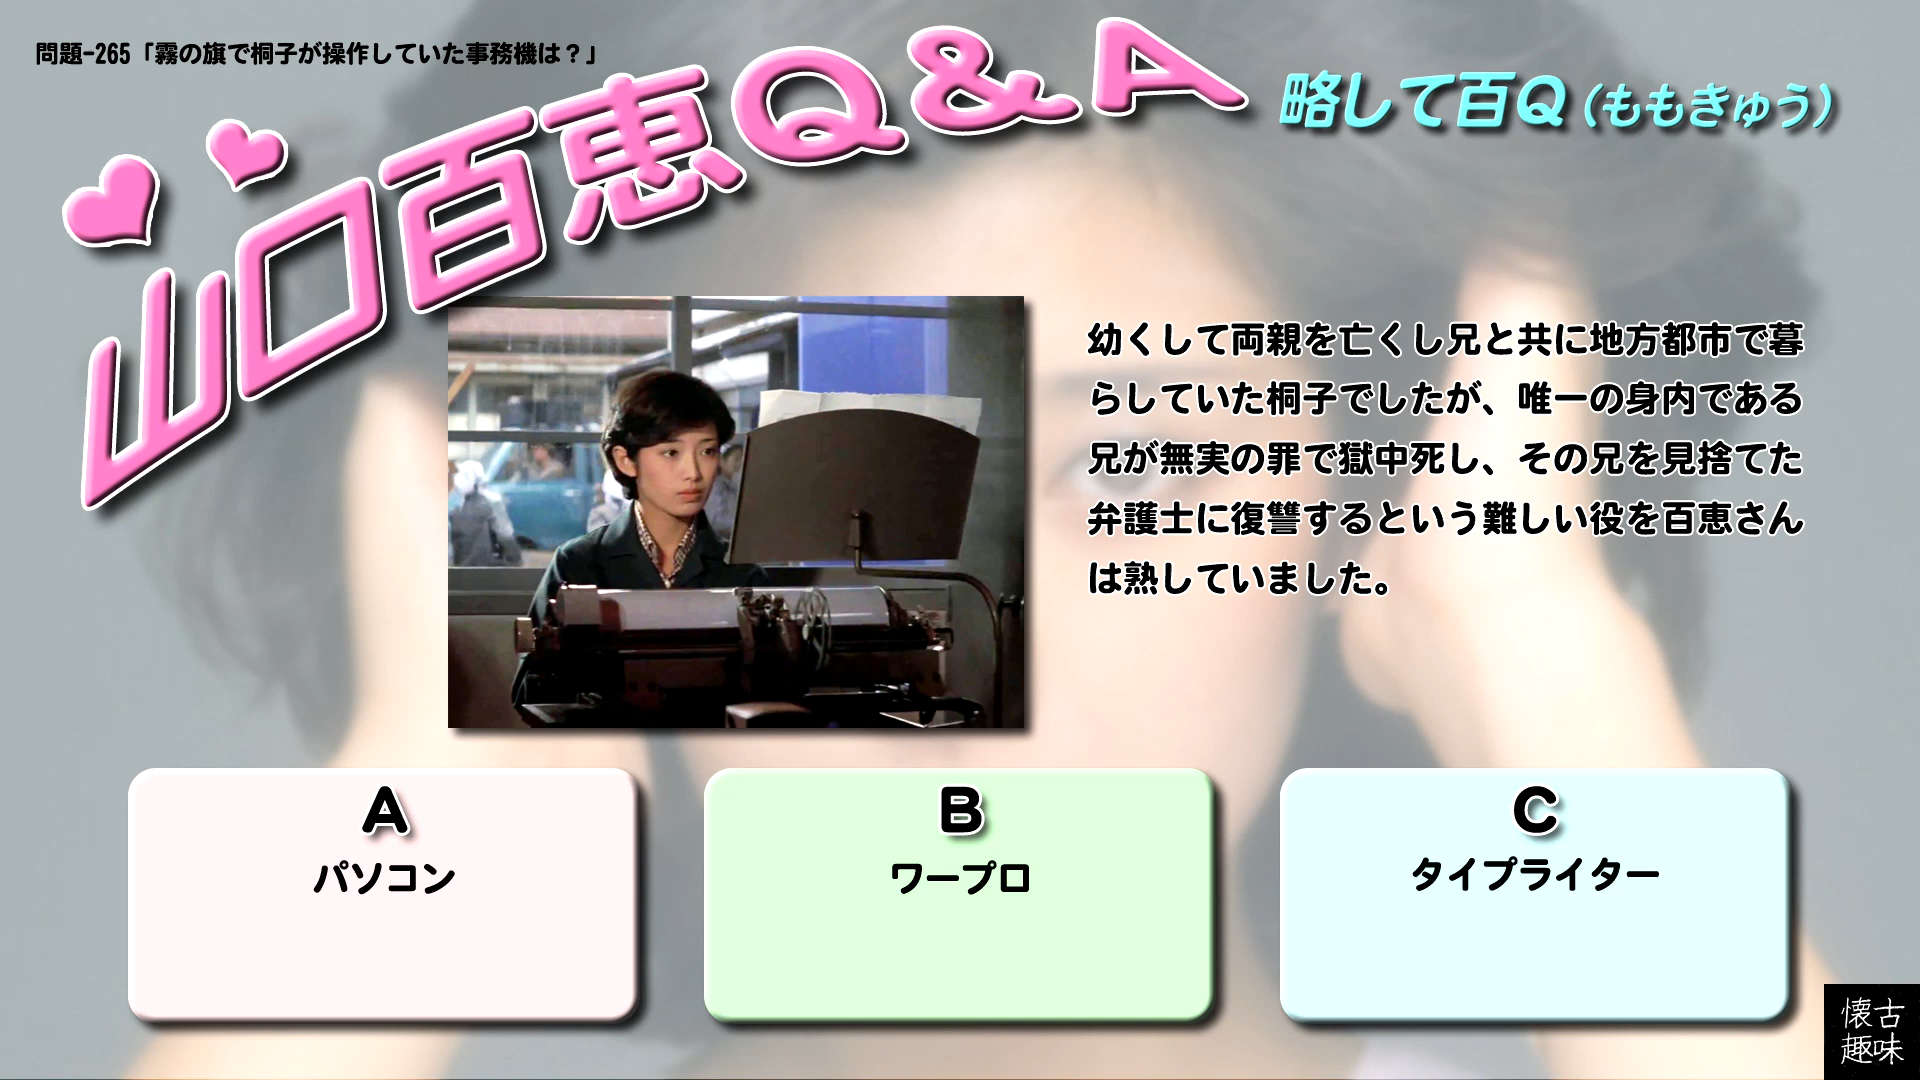 問題-265「霧の旗で桐子が操作していた事務機は？」
山口百恵Q&A
略して百Q（ももきゅう）
幼くして両親を亡くし兄と共に地方都市で暮
らしていた桐子でしたが、唯一の身内である
兄が無実の罪で獄中死し、その兄を見捨てた
弁護士に復讐するという難しい役を百恵さん
は熟していました。
A
パソコン
B
ワープロ
C
タイプライター
懐古
趣味